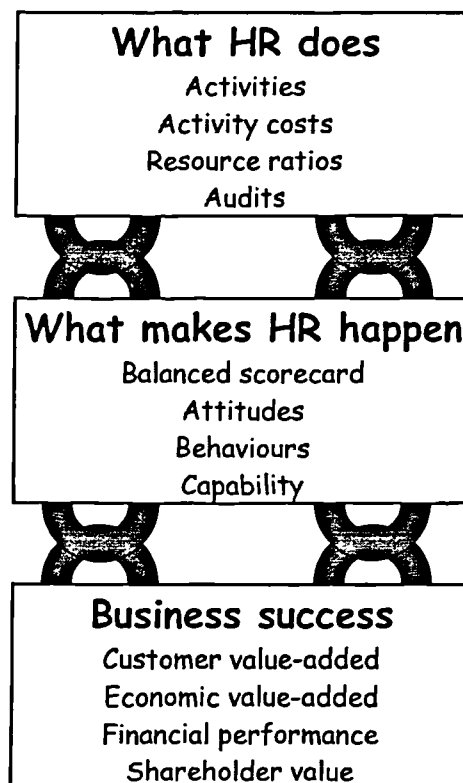 What HR does
Activities
Activity costs
Resource ratios
Audits
What makes HR happen
Balanced scorecard
Attitudes
Behaviours
Capability
Business success
Customer value-added
Economic value-added
Financial performance
Shareholder value